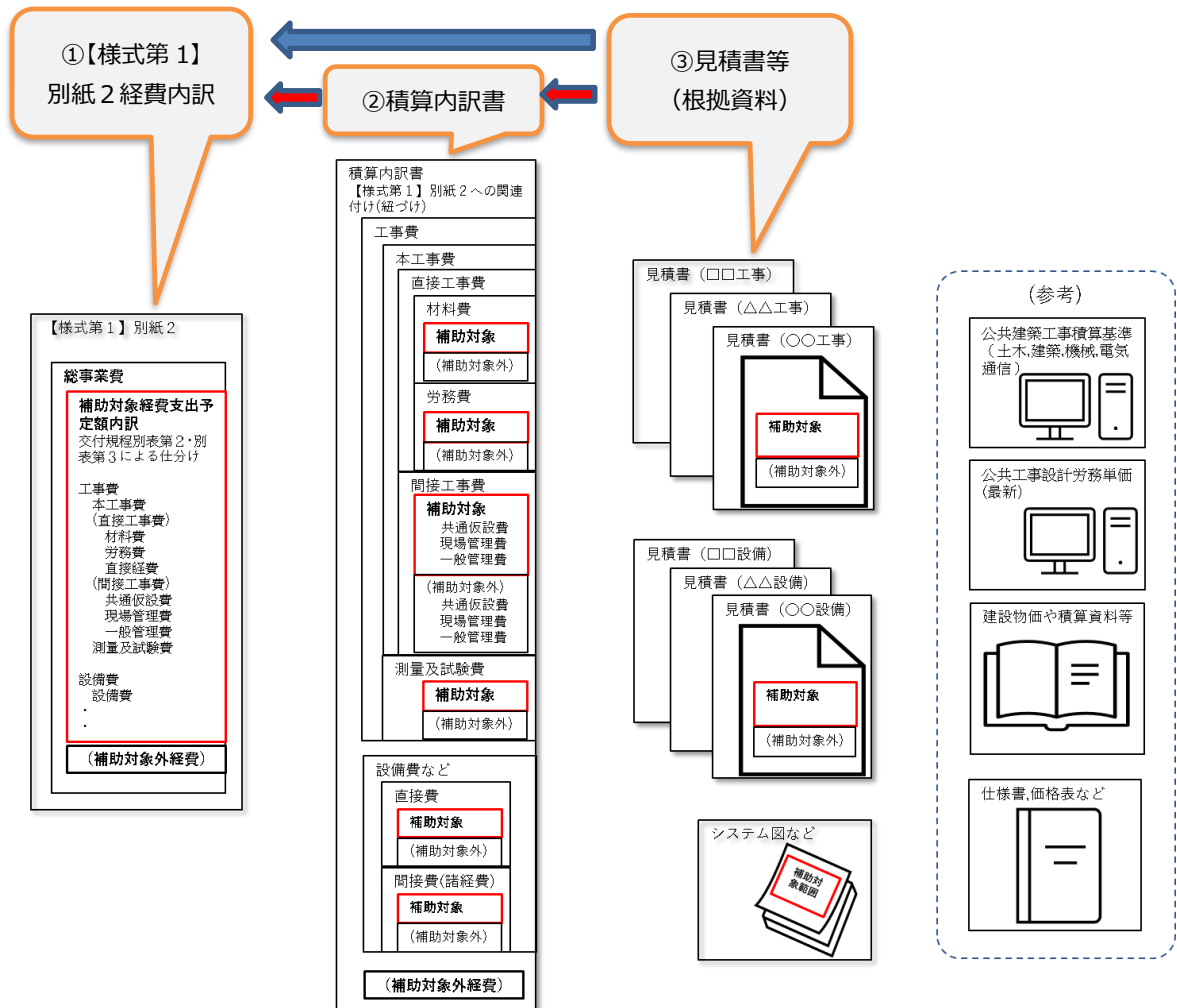 ①【様式第１】
別紙２経費内訳
②積算内訳書
③見積書等
（根拠資料）
【様式第１】別紙２
総事業費
補助対象経費支出予
定額内訳
交付規程別表第２・別
表第３による仕分け
工事費
本工事費
(直接工事費)
材料費
労務費
直接経費
(間接工事費)
共通仮設費
現場管理費
一般管理費
測量及試験費
設備費
設備費
・
・
（補助対象外経費）
積算内訳書
【様式第１】別紙２への関連
付け(紐づけ)
工事費
本工事費
直接工事費
材料費
補助対象
（補助対象外）
労務費
補助対象
（補助対象外）
間接工事費
補助対象
共通仮設費
現場管理費
一般管理費
(補助対象外)
共通仮設費
現場管理費
一般管理費
測量及試験費
補助対象
（補助対象外）
設備費など
直接費
補助対象
（補助対象外）
間接費(諸経費)
補助対象
（補助対象外）
（補助対象外経費）
見積書（□□工事）
見積書（△△工事）
見積書（○○工事）
補助対象
（補助対象外）
見積書（□□設備）
見積書（△△設備）
見積書（○○設備）
補助対象
（補助対象外）
システム図など
補助対
象範囲
(参考)
公共建築工事積算基準
（土木,建築,機械,電気
通信）
公共工事設計労務単価
(最新)
建設物価や積算資料等
仕様書,価格表など